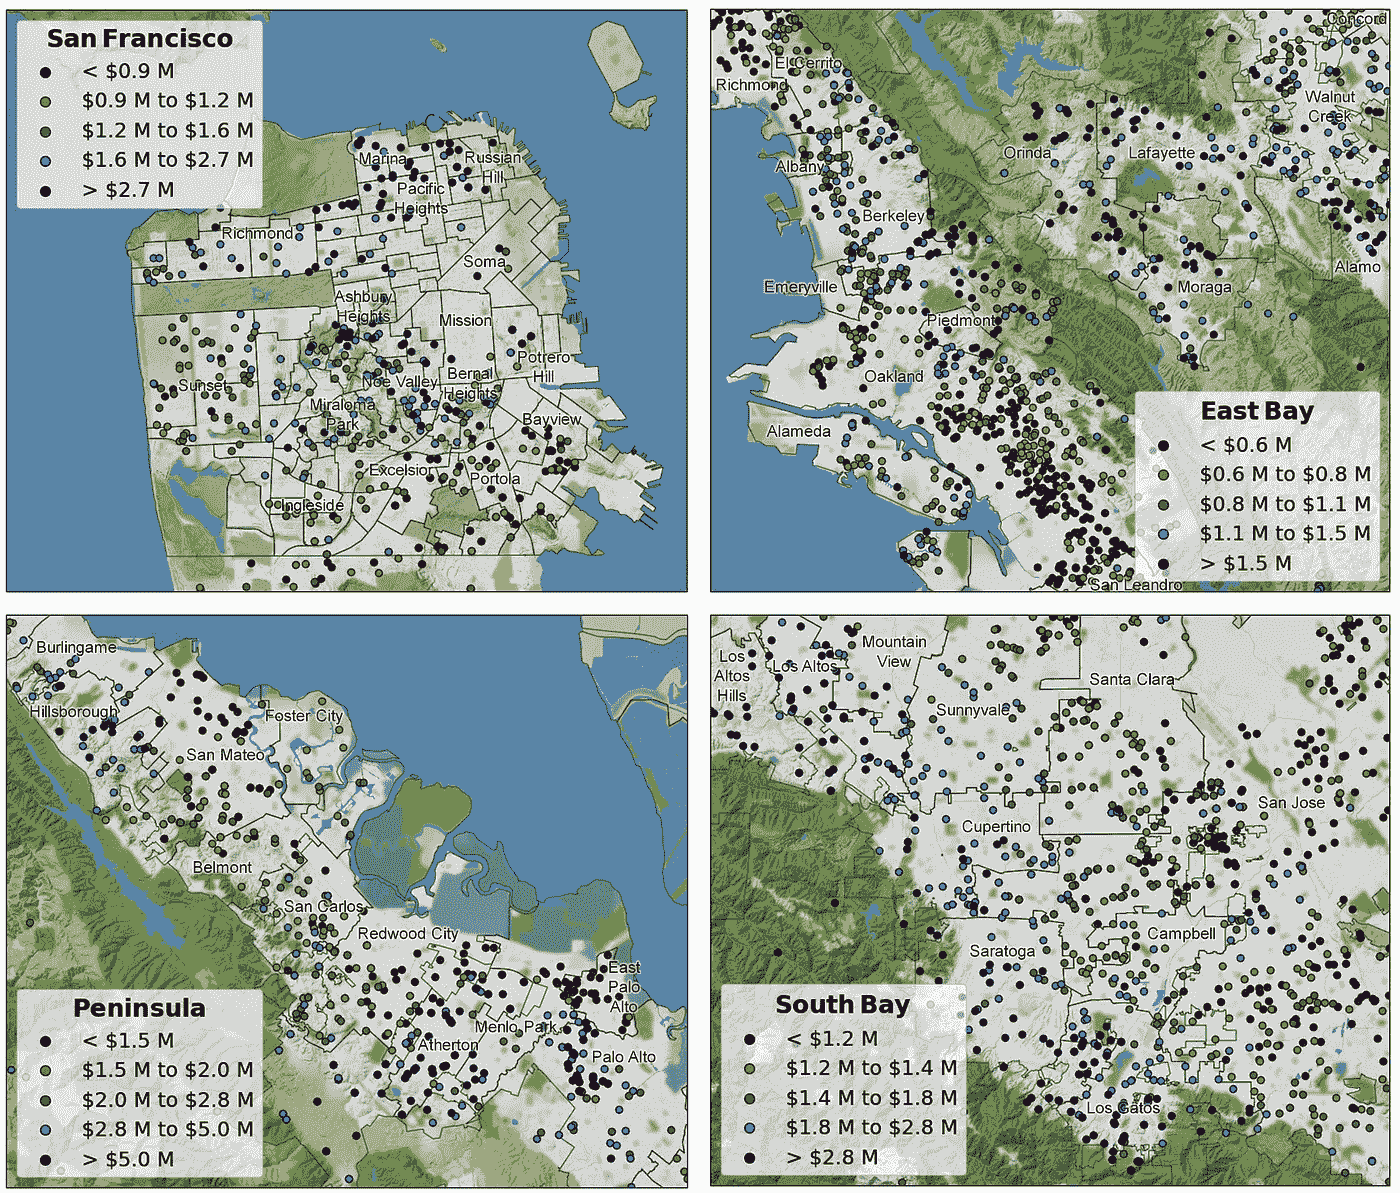 San Francisco
< $0.9 M
$0.9 M to $1.2 M
$1.2 M to $1.6 M
$1.6 M to $2.7 M
> $2.7 M
Marina
Russian
Hill
Pacific
Heights
Richmond
Soma
Ashbury
Heights
Mission
Potrero
Hill
Sunset
Noe Valley
Bernal
Heights
Miraloma
Park
Bayview
Excelsior
Portola
Ingleside
Concord
El Cerrito
Richmond
Walnut
Creek
Orinda
Lafayette
Albany
Berkeley
Alamo
Emeryville
Moraga
Piedmont
Oakland
Alameda
San Leandro
East Bay
< $0.6 M
$0.6 M to $0.8 M
$0.8 M to $1.1 M
$1.1 M to $1.5 M
> $1.5 M
Burlingame
Hillsborough
Foster City
San Mateo
Belmont
San Carlos
Redwood City
East
Palo
Alto
Menlo Park
Atherton
Palo Alto
Peninsula
< $1.5 M
$1.5 M to $2.0 M
$2.0 M to $2.8 M
$2.8 M to $5.0 M
> $5.0 M
Mountain
View
Los
Altos
Hills
Los Altos
Santa Clara
Sunnyvale
San Jose
Cupertino
Campbell
Saratoga
Los Gatos
South Bay
< $1.2 M
$1.2 M to $1.4 M
$1.4 M to $1.8 M
$1.8 M to $2.8 M
> $2.8 M